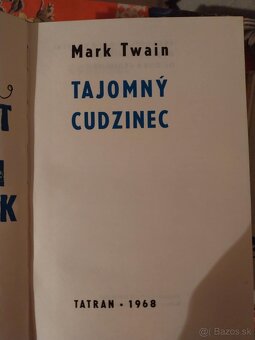 Mark Twain
TAJOMNÝ
CUDZINEC
TATRAN • 1968
Bazos.sk